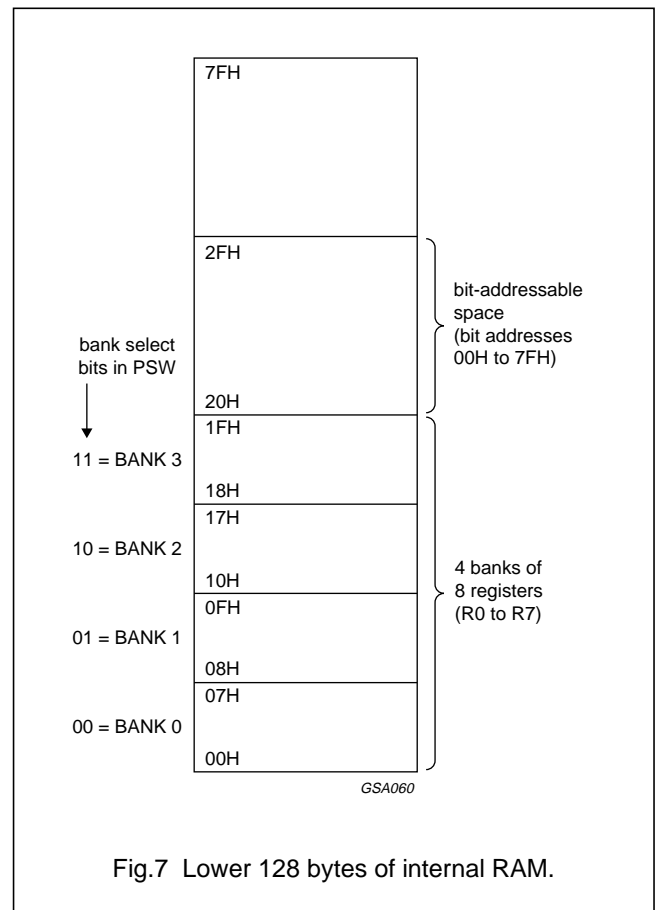 7FH
2FH
bit-addressable
space
(bit addresses
00H to 7FH)
bank select
bits in PSW
20H
1FH
11 = BANK 3
18H
17H
10 = BANK 2
10H
4 banks of
8 registers
(R0 to R7)
0FH
01 = BANK 1
08H
07H
00 = BANK 0
00H
GSA060
Fig.7 Lower 128 bytes of internal RAM.